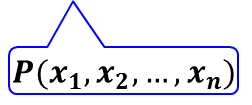 P(x₁, x₂, …, xₙ)